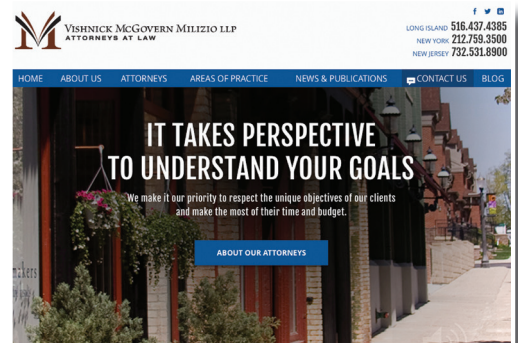 VISHNICK MCGOVERN MILIZIO LLP
ATTORNEYS AT LAW
LONG ISLAND 516.437.4385
NEW YORK 212.759.3500
NEW JERSEY 732.531.8900
HOME ABOUT US ATTORNEYS AREAS OF PRACTICE NEWS & PUBLICATIONS CONTACT US BLOG
IT TAKES PERSPECTIVE
TO UNDERSTAND YOUR GOALS
We make it our priority to respect the unique objectives of our clients
and make the most of their time and budget.
ABOUT OUR ATTORNEYS
makers